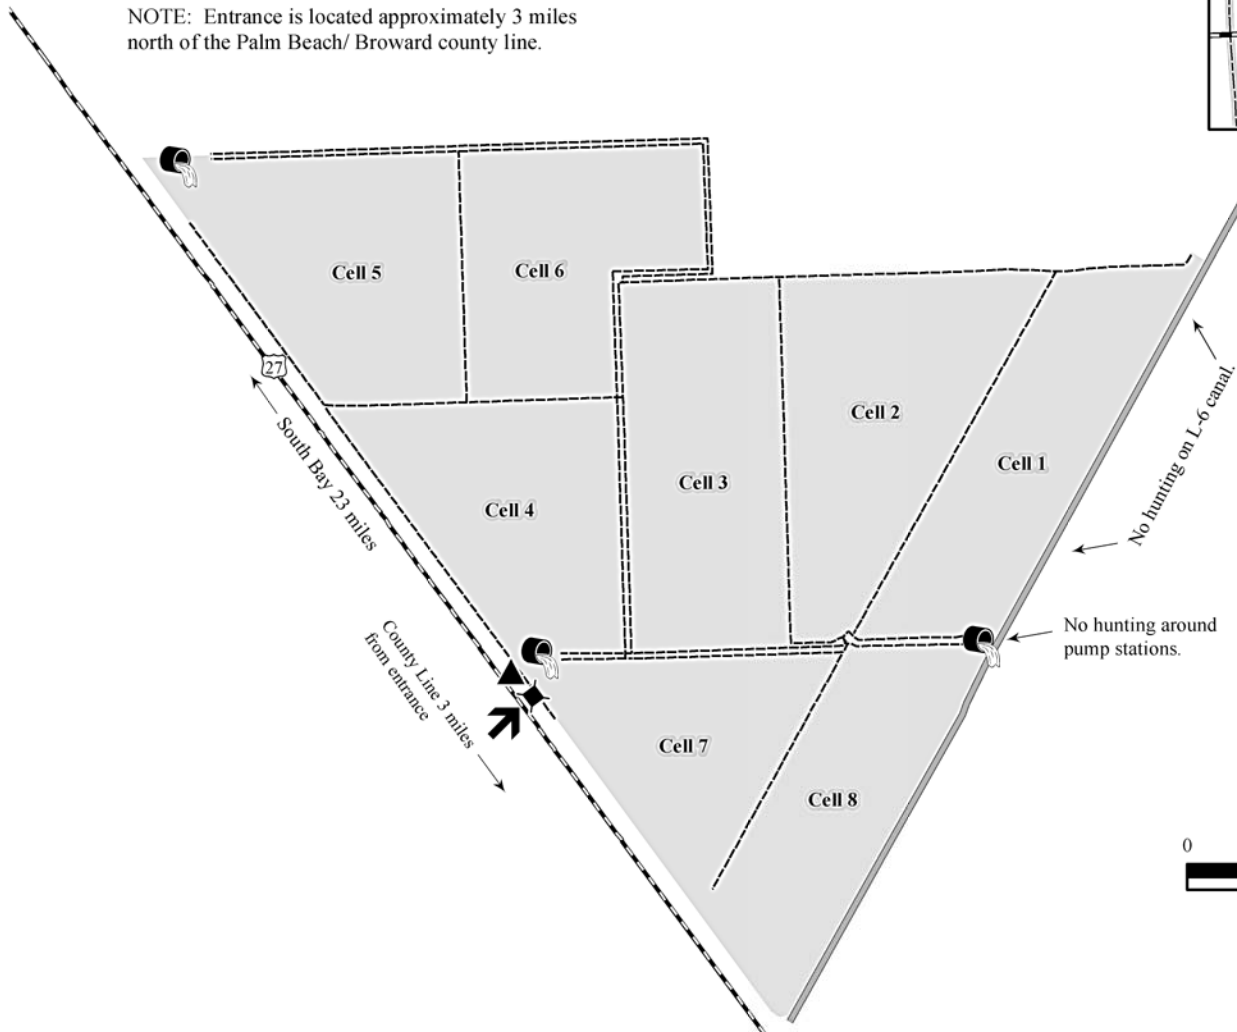 NOTE: Entrance is located approximately 3 miles
north of the Palm Beach/ Broward county line.
Cell 5
Cell 6
27
Cell 2
Cell 1
Cell 3
Cell 4
South Bay 23 miles
No hunting on L-6 canal.
No hunting around
pump stations.
County Line 3 miles
from entrance
Cell 7
Cell 8
0